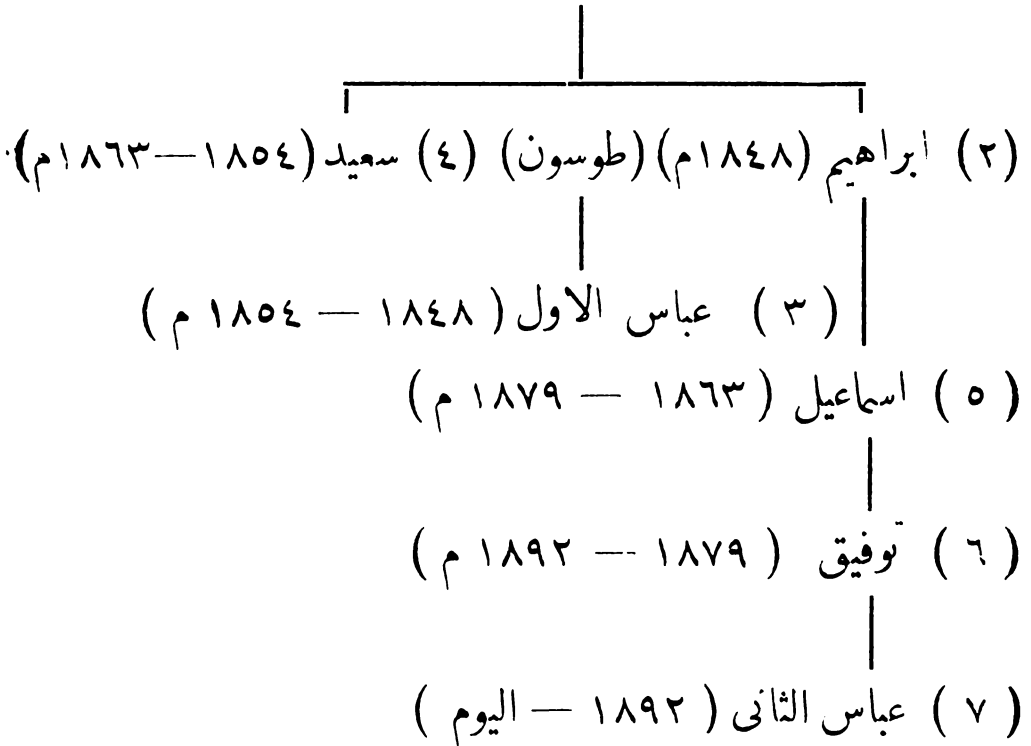 (٢) ابراهيم (١٨٤٨م) (طوسون) (٤) سعيد (١٨٥٤—١٨٦٣م)
(٣) عباس الاول (١٨٤٨ — ١٨٥٤ م)
(٥) اسماعيل (١٨٦٣ — ١٨٧٩ م)
(٦) توفيق (١٨٧٩ — ١٨٩٢ م)
(٧) عباس الثانى (١٨٩٢ — اليوم)